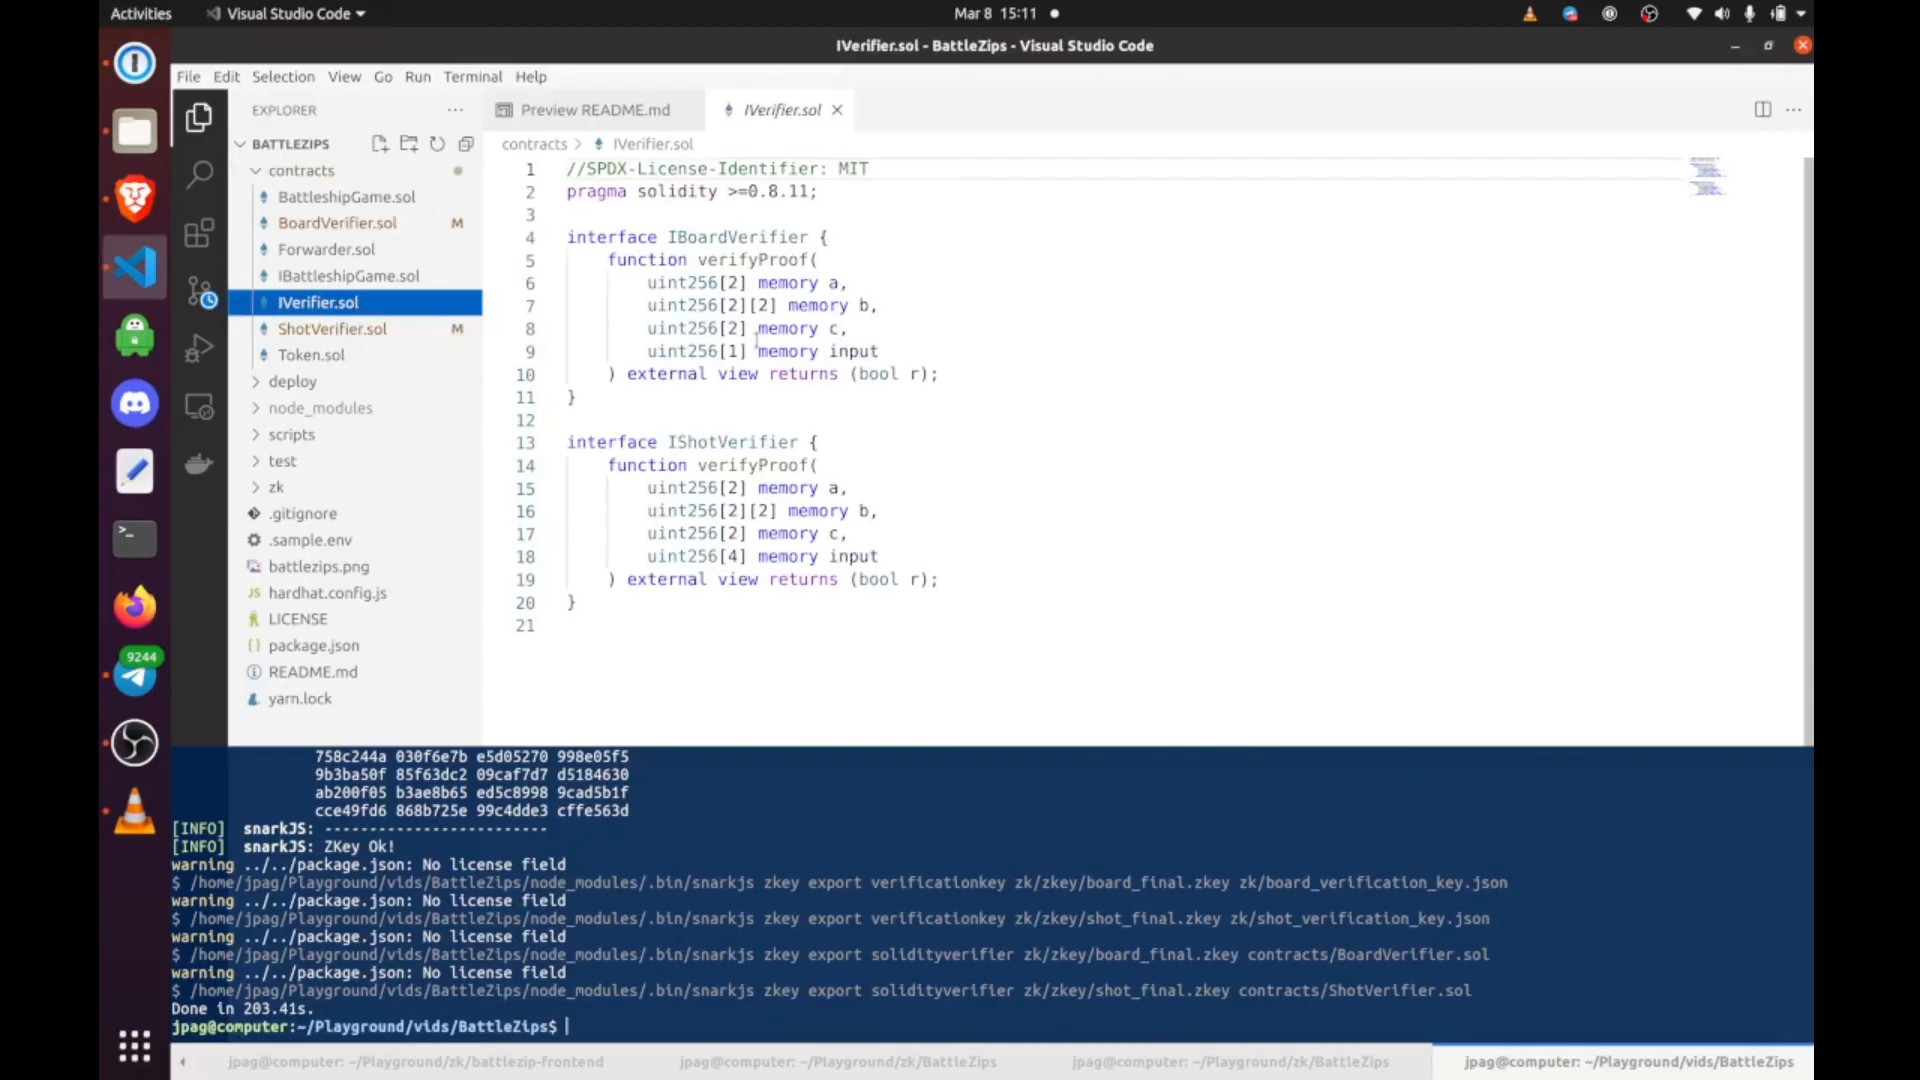 Activities
Visual Studio Code
Mar 8 15:11
IVerifier.sol - BattleZips - Visual Studio Code
File Edit Selection View Go Run Terminal Help
EXPLORER
Preview README.md
IVerifier.sol
BATTLEZIPS
contracts > IVerifier.sol
contracts
BattleshipGame.sol
BoardVerifier.sol M
Forwarder.sol
IBattleshipGame.sol
IVerifier.sol
ShotVerifier.sol M
Token.sol
deploy
node_modules
scripts
test
zk
.gitignore
.sample.env
battlezips.png
JS hardhat.config.js
LICENSE
{} package.json
README.md
yarn.lock
1 //SPDX-License-Identifier: MIT
2 pragma solidity >=0.8.11;
3
4 interface IBoardVerifier {
5 function verifyProof(
6 uint256[2] memory a,
7 uint256[2][2] memory b,
8 uint256[2] memory c,
9 uint256[1] memory input
10 ) external view returns (bool r);
11 }
12
13 interface IShotVerifier {
14 function verifyProof(
15 uint256[2] memory a,
16 uint256[2][2] memory b,
17 uint256[2] memory c,
18 uint256[4] memory input
19 ) external view returns (bool r);
20 }
21
9244
758c244a 030f6e7b e5d05270 998e05f5
9b3ba50f 85f63dc2 09caf7d7 d5184630
ab200f05 b3ae8b65 ed5c8998 9cad5b1f
cce49fd6 868b725e 99c4dde3 cffe563d
[INFO] snarkJS: -------------------------
[INFO] snarkJS: ZKey Ok!
warning ../../package.json: No license field
$ /home/jpag/Playground/vids/BattleZips/node_modules/.bin/snarkjs zkey export verificationkey zk/zkey/board_final.zkey zk/board_verification_key.json
warning ../../package.json: No license field
$ /home/jpag/Playground/vids/BattleZips/node_modules/.bin/snarkjs zkey export verificationkey zk/zkey/shot_final.zkey zk/shot_verification_key.json
warning ../../package.json: No license field
$ /home/jpag/Playground/vids/BattleZips/node_modules/.bin/snarkjs zkey export solidityverifier zk/zkey/board_final.zkey contracts/BoardVerifier.sol
warning ../../package.json: No license field
$ /home/jpag/Playground/vids/BattleZips/node_modules/.bin/snarkjs zkey export solidityverifier zk/zkey/shot_final.zkey contracts/ShotVerifier.sol
Done in 203.41s.
jpag@computer:~/Playground/vids/BattleZips$
jpag@computer: ~/Playground/zk/battlezip-frontend
jpag@computer: ~/Playground/zk/BattleZips
jpag@computer: ~/Playground/zk/BattleZips
jpag@computer: ~/Playground/vids/BattleZips